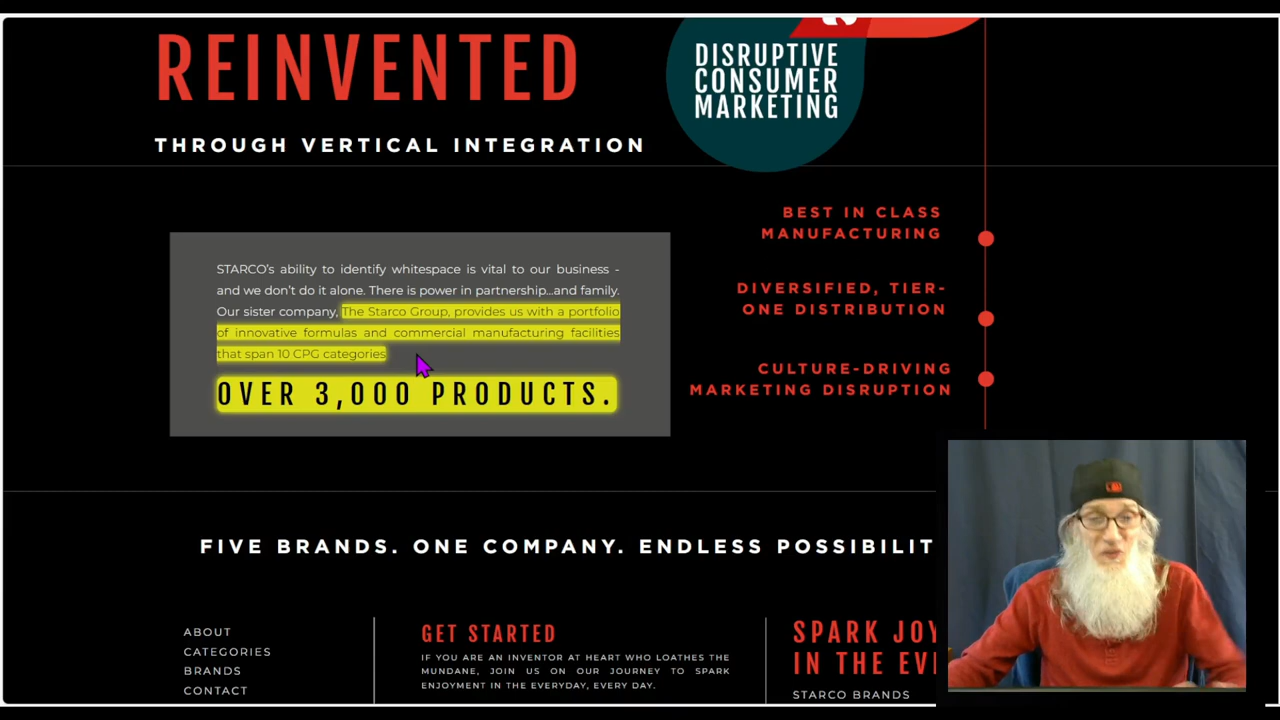 REINVENTED
THROUGH VERTICAL INTEGRATION
DISRUPTIVE
CONSUMER
MARKETING
BEST IN CLASS
MANUFACTURING
DIVERSIFIED, TIER-
ONE DISTRIBUTION
CULTURE-DRIVING
MARKETING DISRUPTION
STARCO's ability to identify whitespace is vital to our business -
and we don't do it alone. There is power in partnership...and family.
Our sister company, The Starco Group, provides us with a portfolio
of innovative formulas and commercial manufacturing facilities
that span 10 CPG categories
OVER 3,000 PRODUCTS.
FIVE BRANDS. ONE COMPANY. ENDLESS POSSIBILIT
ABOUT
CATEGORIES
BRANDS
CONTACT
GET STARTED
IF YOU ARE AN INVENTOR AT HEART WHO LOATHES THE
MUNDANE, JOIN US ON OUR JOURNEY TO SPARK
ENJOYMENT IN THE EVERYDAY, EVERY DAY.
SPARK JOY
IN THE EVE
STARCO BRANDS